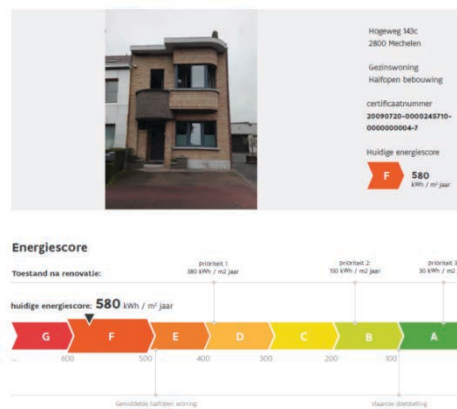 Hogeweg 143c
2800 Mechelen
Gezinswoning
Halfopen bebouwing
certificaatnummer
20090720-0000245710-
0000000004-7
Huidige energiescore
F 580
kWh / m² jaar
Energiescore
Toestand na renovatie:
prioriteit 1:
380 kWh / m2 jaar
prioriteit 2:
150 kWh / m2 jaar
prioriteit 3
30 kWh / m2
huidige energiescore: 580 kWh / m² jaar
G F E D C B A
... 600 500 400 300 200 100
Gemiddelde halfopen woning:
Vlaamse doelstelling